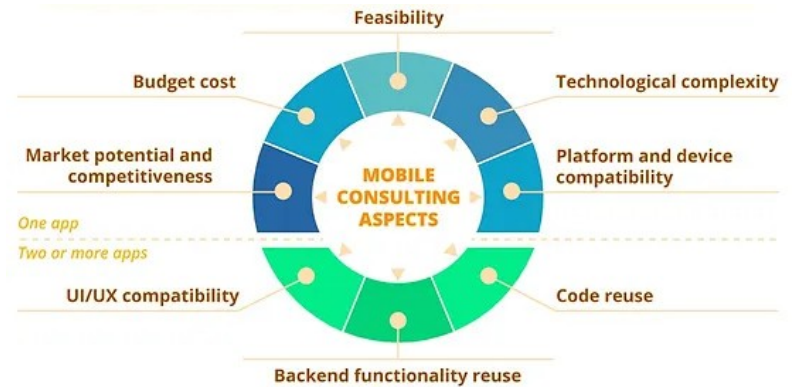 Feasibility
Budget cost
Technological complexity
Market potential and
competitiveness
Platform and device
compatibility
MOBILE
CONSULTING
ASPECTS
One app
Two or more apps
UI/UX compatibility
Code reuse
Backend functionality reuse